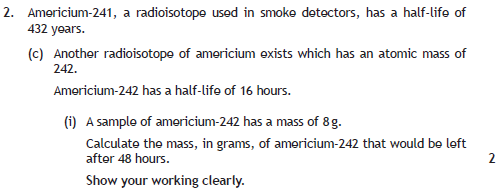 2. Americium-241, a radioisotope used in smoke detectors, has a half-life of
432 years.
(c) Another radioisotope of americium exists which has an atomic mass of
242.
Americium-242 has a half-life of 16 hours.
(i) A sample of americium-242 has a mass of 8 g.
Calculate the mass, in grams, of americium-242 that would be left
after 48 hours. 2
Show your working clearly.